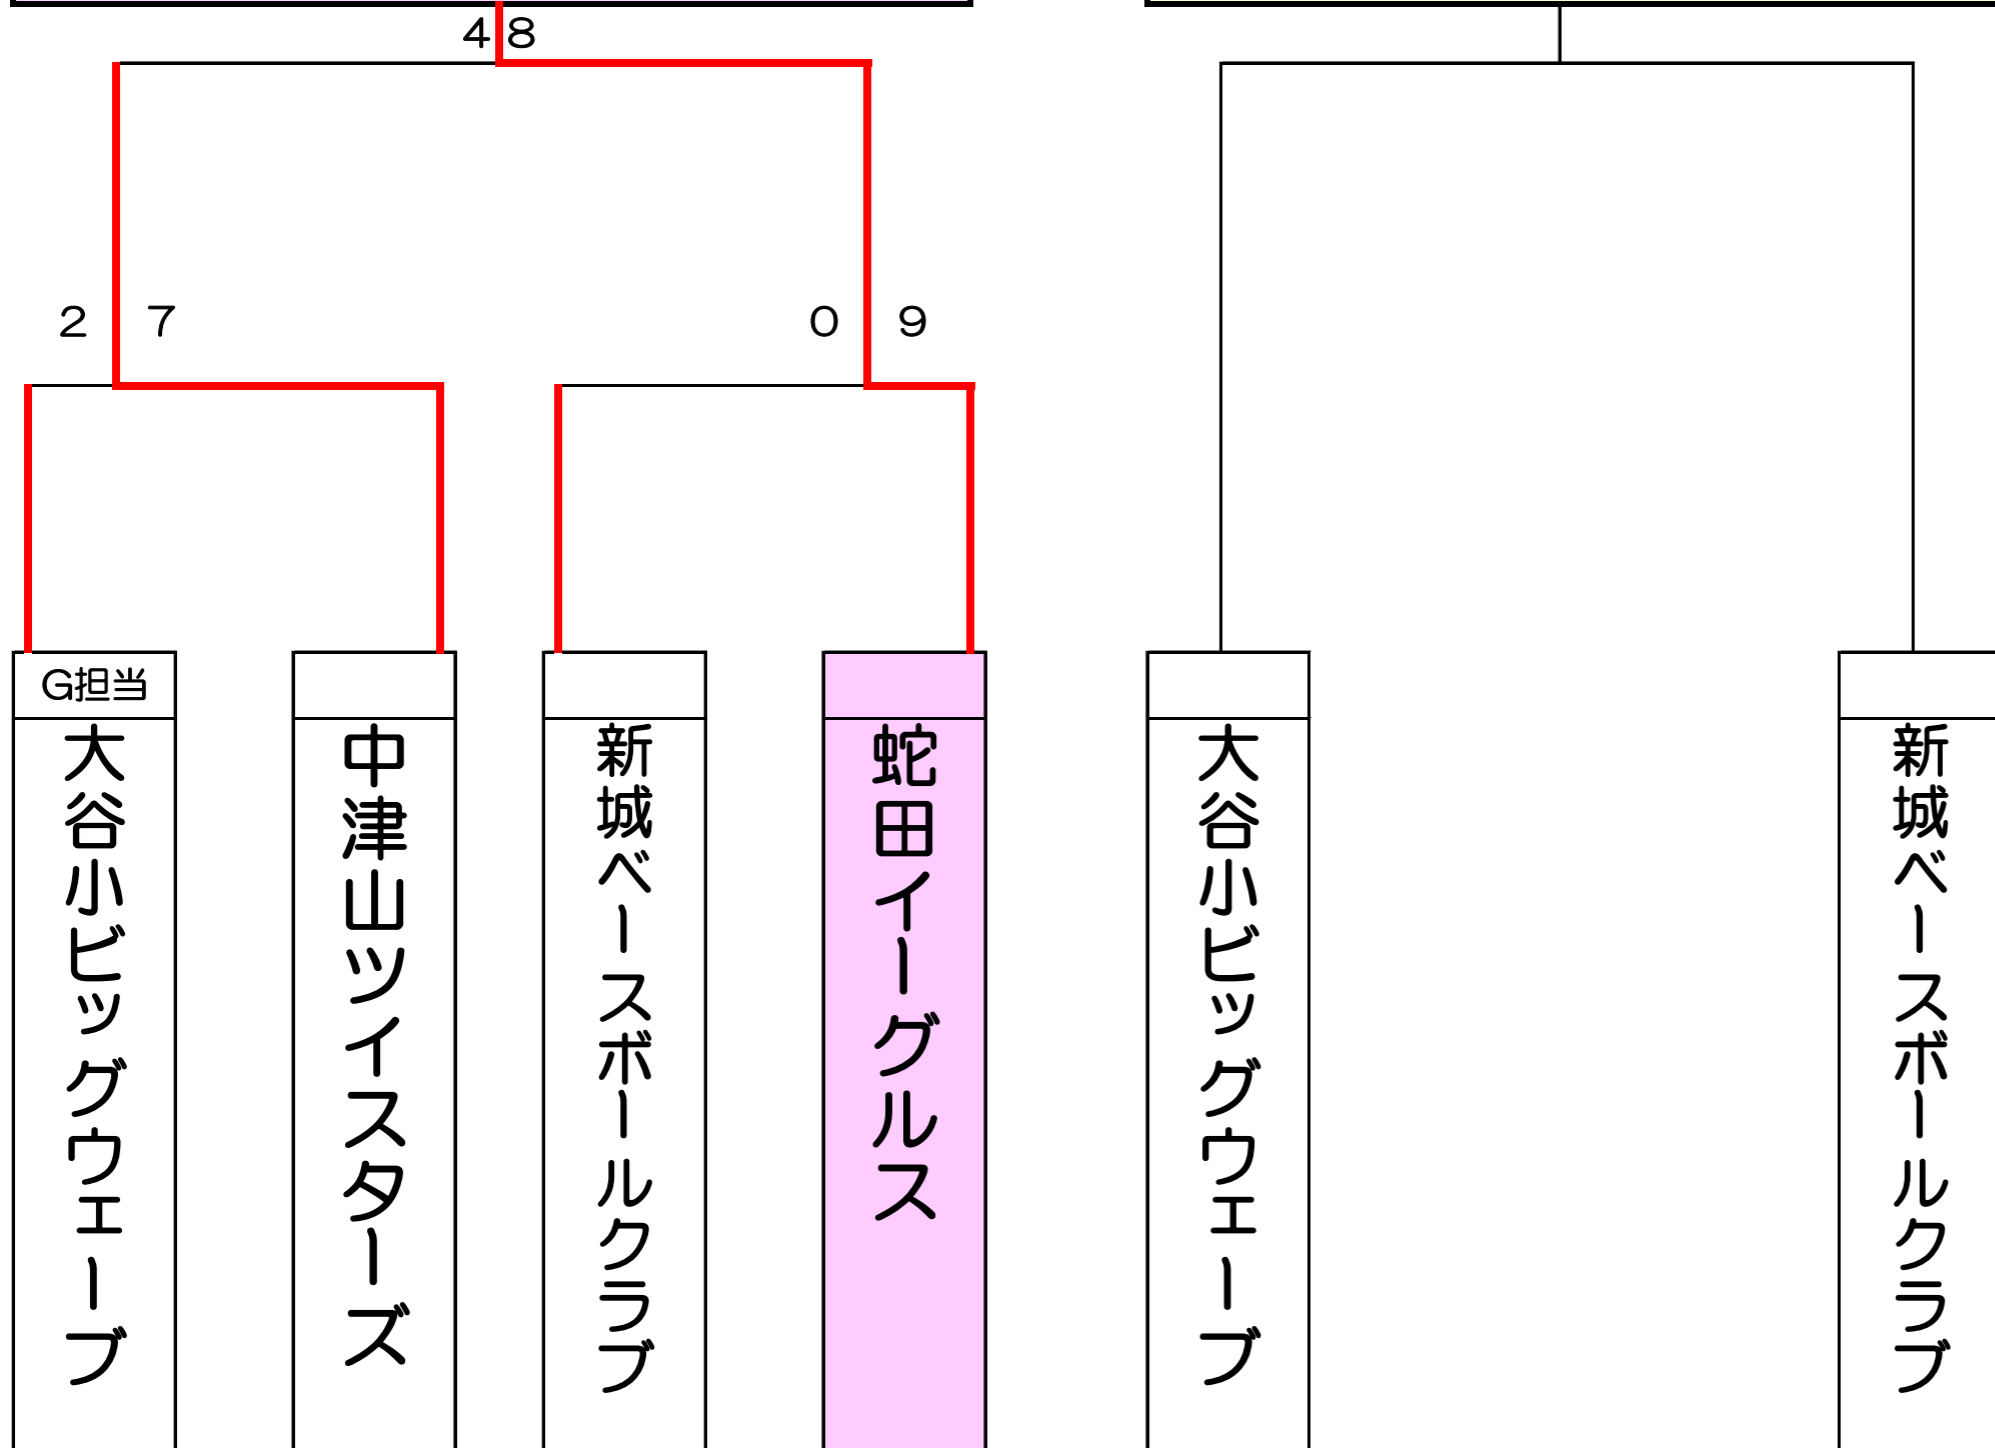 4 8
2 7
0 9
G担当
大谷小ビッグウェーブ
中津山ツイスターズ
新城ベースボールクラブ
蛇田イーグルス
大谷小ビッグウェーブ
新城ベースボールクラブ